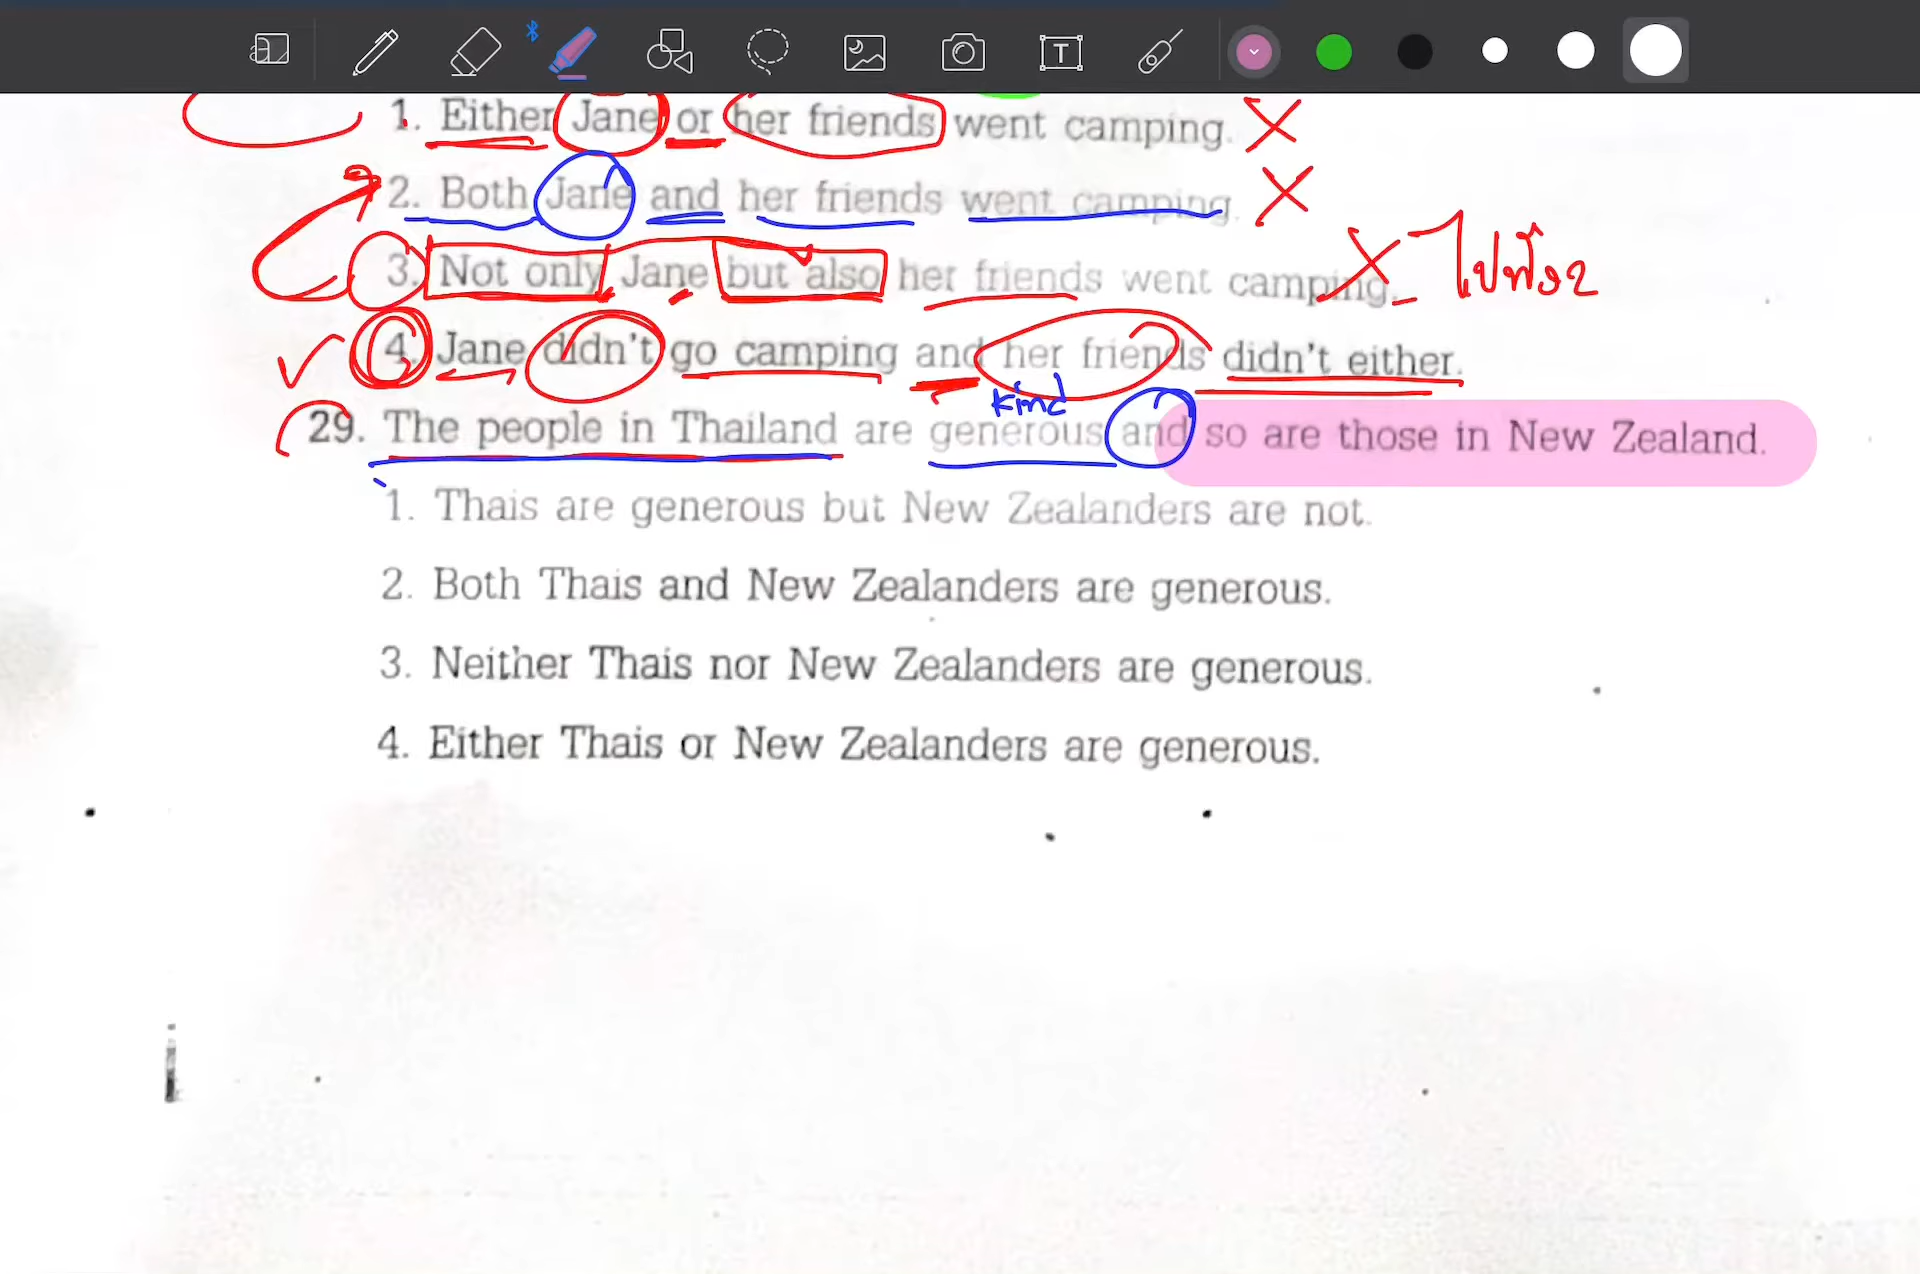 1. Either Jane or her friends went camping.
2. Both Jane and her friends went camping.
3. Not only Jane but also her friends went camping.
ไปทั้ง2
4. Jane didn't go camping and her friends didn't either.
kind
29. The people in Thailand are generous and so are those in New Zealand.
1. Thais are generous but New Zealanders are not.
2. Both Thais and New Zealanders are generous.
3. Neither Thais nor New Zealanders are generous.
4. Either Thais or New Zealanders are generous.